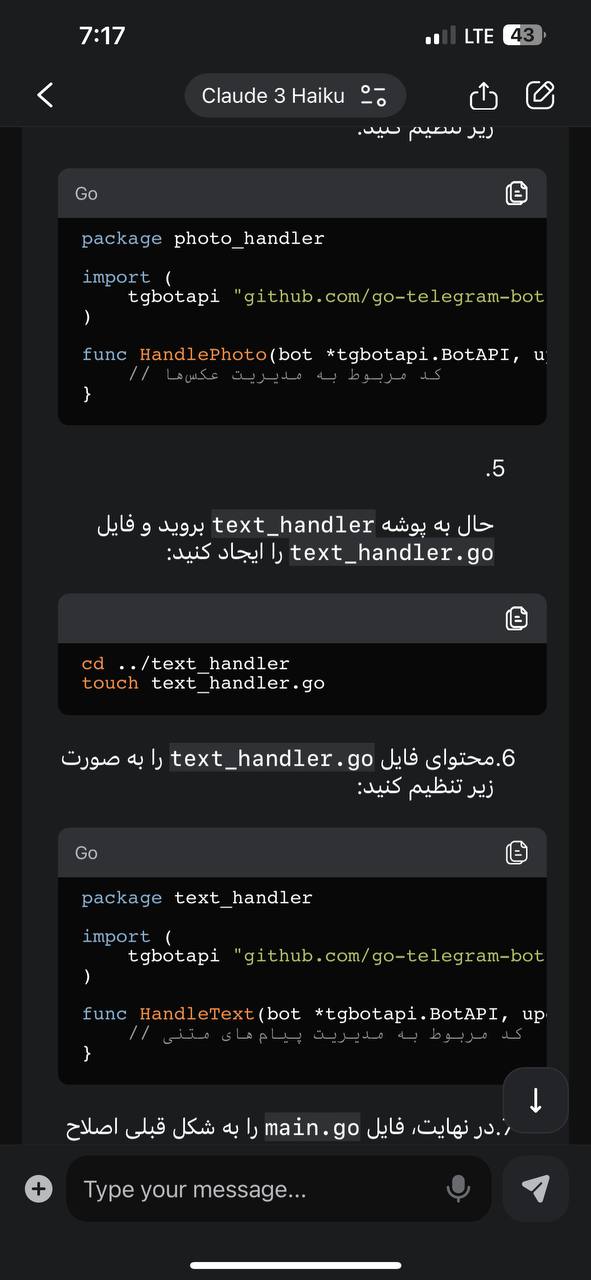 7:17
LTE 43
Claude 3 Haiku
زیر تنظیم کنید:
Go
package photo_handler
import (
tgbotapi "github.com/go-telegram-bot
)
func HandlePhoto(bot *tgbotapi.BotAPI, u
// کد مربوط به مدیریت عکس‌ها
}
5.
حال به پوشه text_handler بروید و فایل
text_handler.go را ایجاد کنید:
cd ../text_handler
touch text_handler.go
6.محتوای فایل text_handler.go را به صورت
زیر تنظیم کنید:
Go
package text_handler
import (
tgbotapi "github.com/go-telegram-bot
)
func HandleText(bot *tgbotapi.BotAPI, up
// کد مربوط به مدیریت پیام‌های متنی
}
7.در نهایت، فایل main.go را به شکل قبلی اصلاح
Type your message...